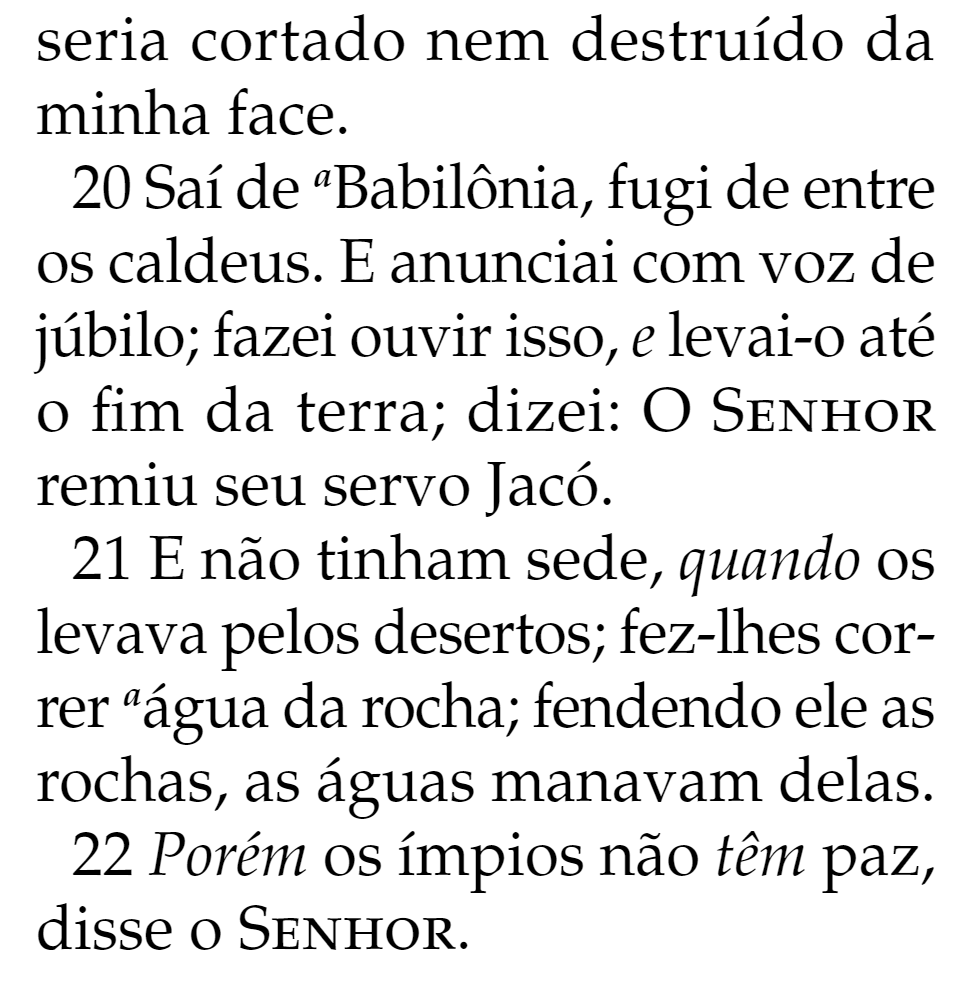 seria cortado nem destruído da
minha face.
20 Saí de ᵃBabilônia, fugi de entre
os caldeus. E anunciai com voz de
júbilo; fazei ouvir isso, e levai-o até
o fim da terra; dizei: O SENHOR
remiu seu servo Jacó.
21 E não tinham sede, quando os
levava pelos desertos; fez-lhes cor-
rer ᵃágua da rocha; fendendo ele as
rochas, as águas manavam delas.
22 Porém os ímpios não têm paz,
disse o SENHOR.